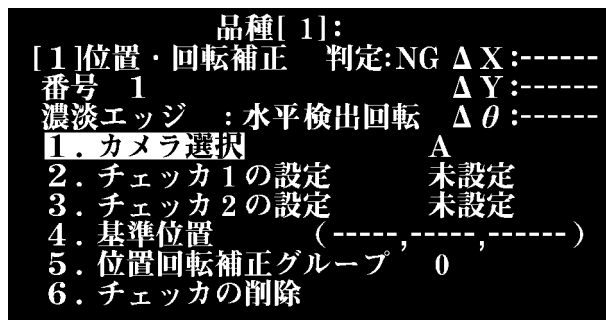 品種[ 1]:
[1]位置・回転補正 判定:NG ΔX:------
番号 1 ΔY:------
濃淡エッジ :水平検出回転 Δθ:------
1. カメラ選択 A
2. チェッカ1の設定 未設定
3. チェッカ2の設定 未設定
4. 基準位置 (-----,-----,------)
5. 位置回転補正グループ 0
6. チェッカの削除